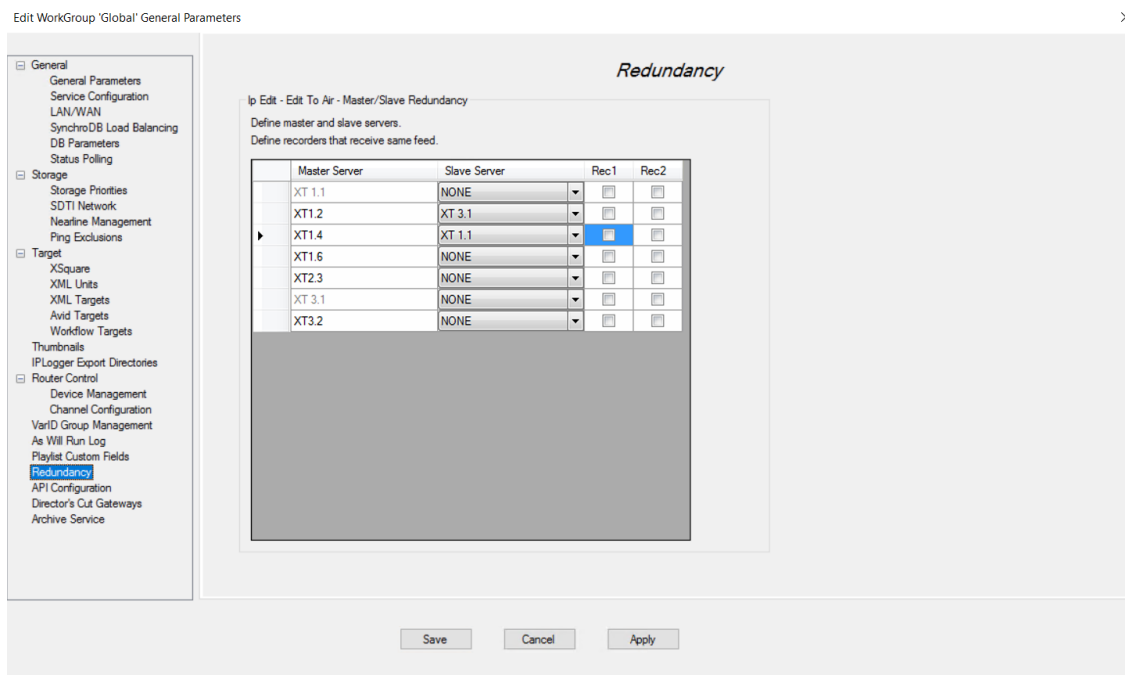 Edit WorkGroup 'Global' General Parameters
General
General Parameters
Service Configuration
LAN/WAN
SynchroDB Load Balancing
DB Parameters
Status Polling
Storage
Storage Priorities
SDTI Network
Nearline Management
Ping Exclusions
Target
XSquare
XML Units
XML Targets
Avid Targets
Workflow Targets
Thumbnails
IPLogger Export Directories
Router Control
Device Management
Channel Configuration
VarID Group Management
As Will Run Log
Playlist Custom Fields
Redundancy
API Configuration
Director's Cut Gateways
Archive Service
Redundancy
Ip Edit - Edit To Air - Master/Slave Redundancy
Define master and slave servers.
Define recorders that receive same feed.
Master Server Slave Server Rec1 Rec2
XT 1.1 NONE
XT1.2 XT 3.1
XT1.4 XT 1.1
XT1.6 NONE
XT2.3 NONE
XT 3.1 NONE
XT3.2 NONE
Save Cancel Apply